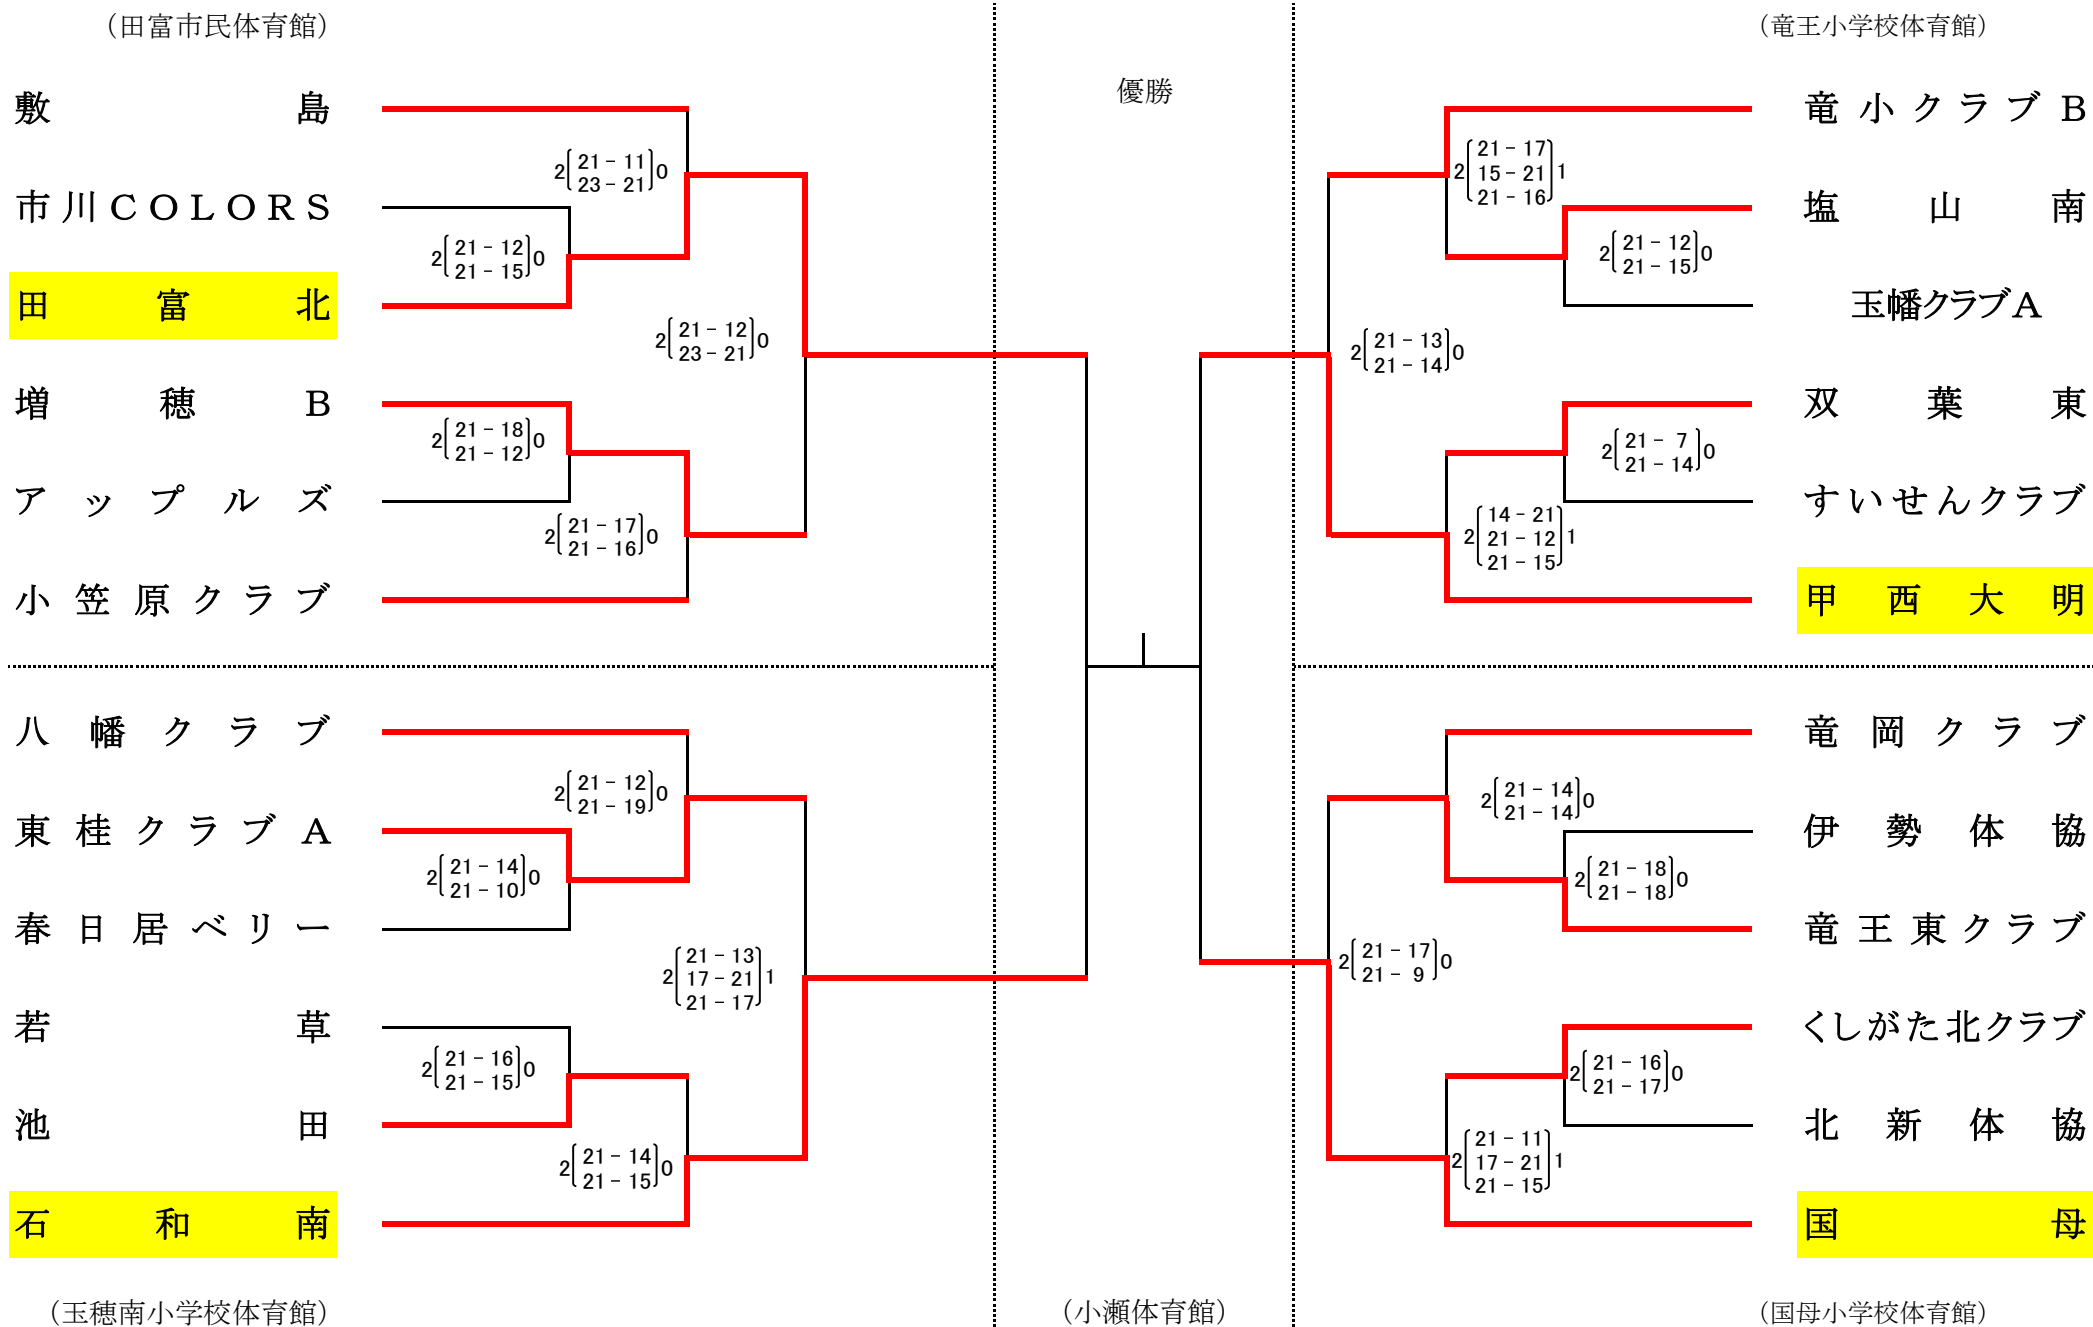 （田富市民体育館）
敷島
2 21 - 11 0
23 - 21
市川ＣＯＬＯＲＳ
2 21 - 12 0
21 - 15
田富北
2 21 - 12 0
23 - 21
増穂Ｂ
2 21 - 18 0
21 - 12
アップルズ
2 21 - 17 0
21 - 16
小笠原クラブ
優勝
（竜王小学校体育館）
竜小クラブＢ
2 21 - 17 1
15 - 21
21 - 16
塩山南
2 21 - 12 0
21 - 15
玉幡クラブＡ
2 21 - 13 0
21 - 14
双葉東
2 21 - 7 0
21 - 14
すいせんクラブ
2 14 - 21 1
21 - 12
21 - 15
甲西大明
八幡クラブ
2 21 - 12 0
21 - 19
東桂クラブＡ
2 21 - 14 0
21 - 10
春日居ベリー
2 21 - 13 1
17 - 21
21 - 17
若草
2 21 - 16 0
21 - 15
池田
2 21 - 14 0
21 - 15
石和南
（玉穂南小学校体育館）
（小瀬体育館）
竜岡クラブ
2 21 - 14 0
21 - 14
伊勢体協
2 21 - 18 0
21 - 18
竜王東クラブ
2 21 - 17 0
21 - 9
くしがた北クラブ
2 21 - 16 0
21 - 17
北新体協
2 21 - 11 1
17 - 21
21 - 15
国母
（国母小学校体育館）